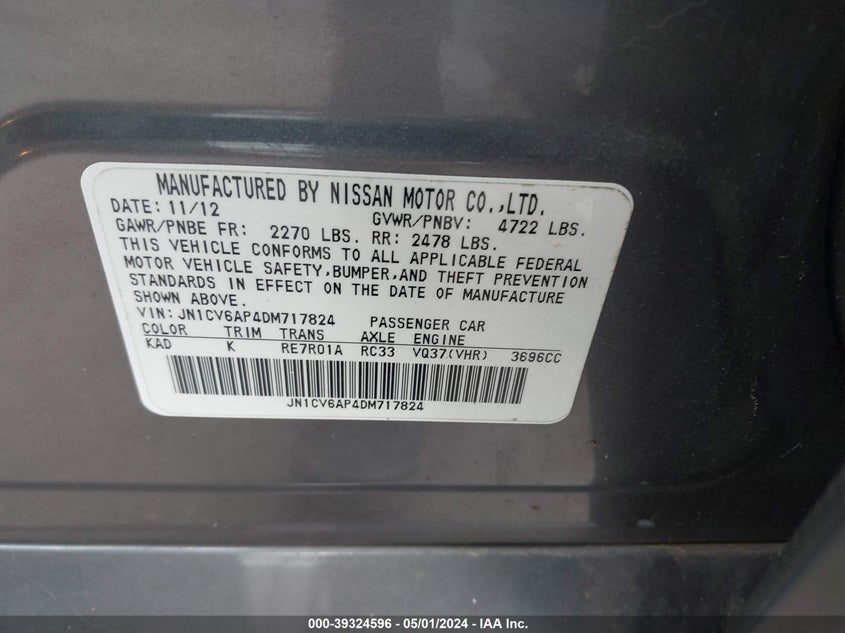 MANUFACTURED BY NISSAN MOTOR CO.,LTD.
DATE: 11/12 GVWR/PNBV: 4722 LBS.
GAWR/PNBE FR: 2270 LBS. RR: 2478 LBS.
THIS VEHICLE CONFORMS TO ALL APPLICABLE FEDERAL
MOTOR VEHICLE SAFETY,BUMPER,AND THEFT PREVENTION
STANDARDS IN EFFECT ON THE DATE OF MANUFACTURE
SHOWN ABOVE.
VIN: JN1CV6AP4DM717824 PASSENGER CAR
COLOR TRIM TRANS AXLE ENGINE
KAD K RE7R01A RC33 VQ37(VHR) 3696CC
JN1CV6AP4DM717824
000-39324596 - 05/01/2024 - IAA Inc.